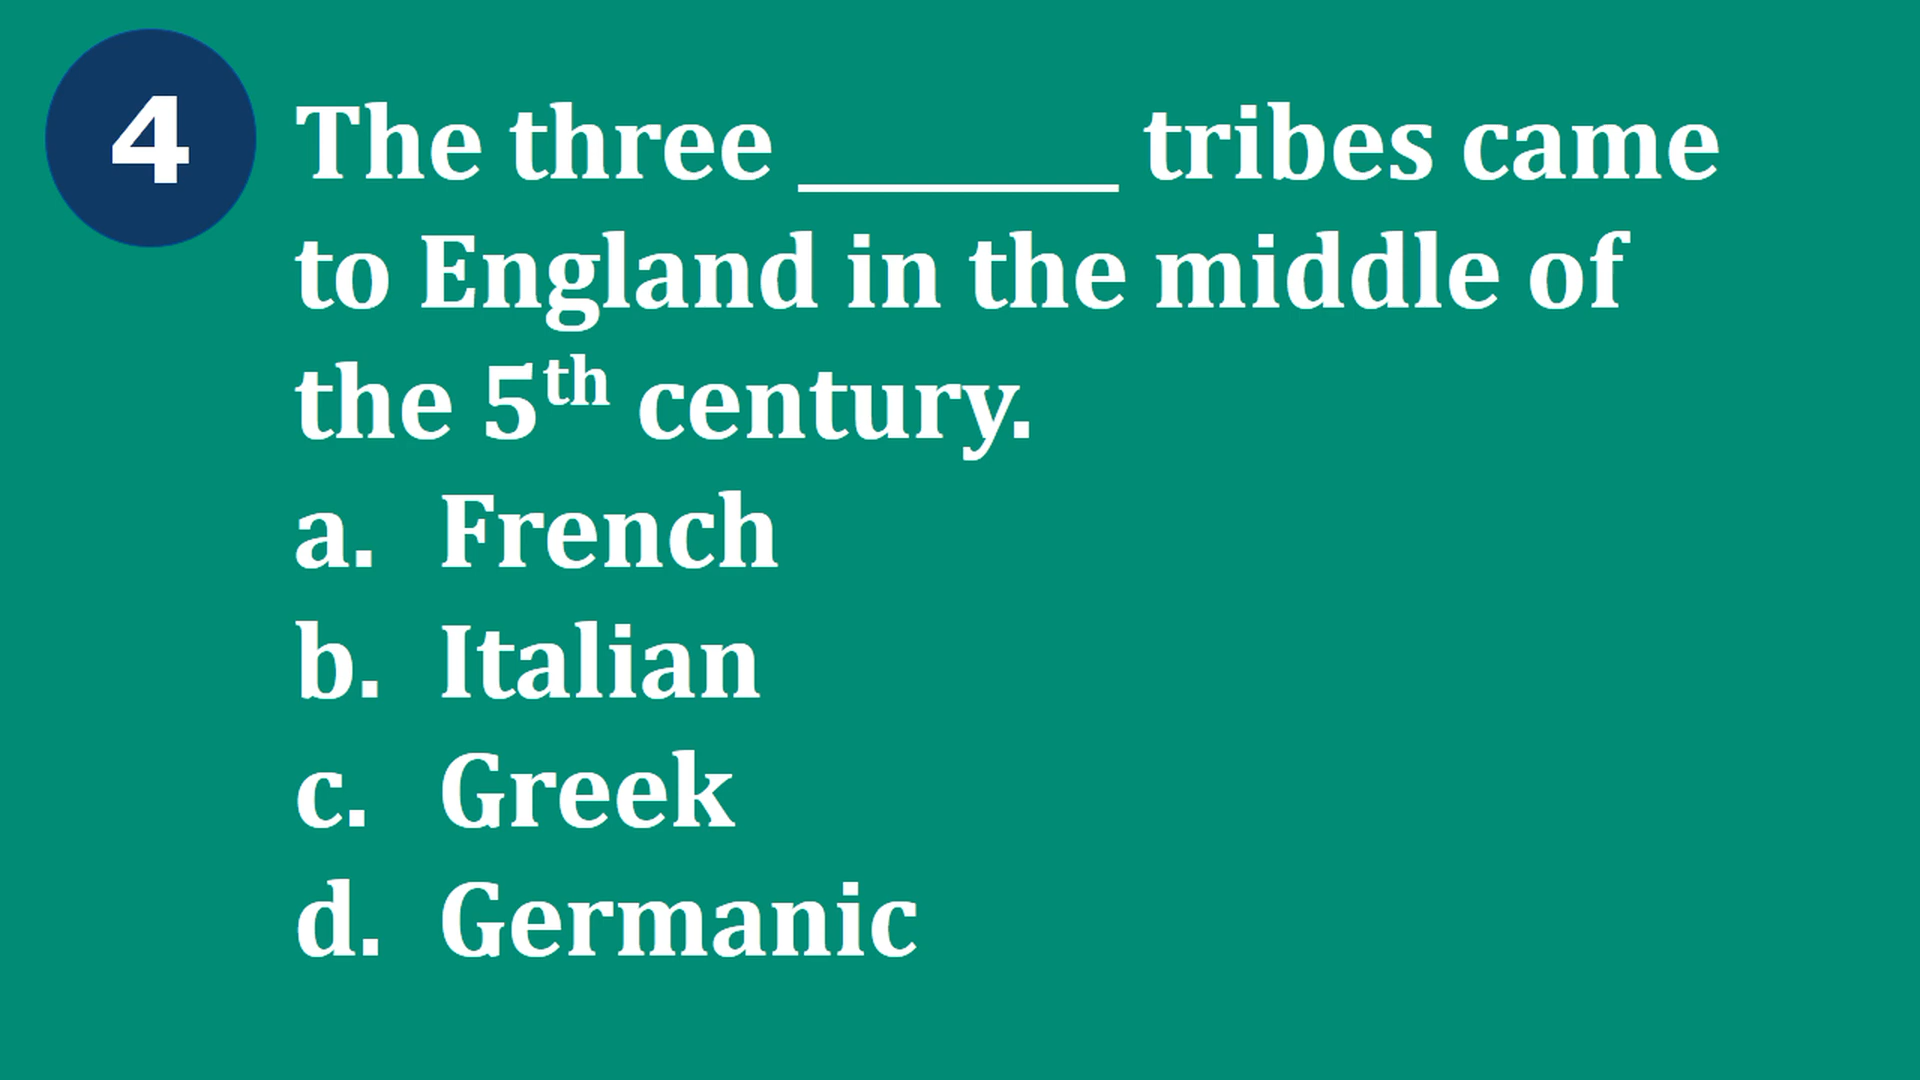 4
The three _______ tribes came
to England in the middle of
the 5th century.
a. French
b. Italian
c. Greek
d. Germanic